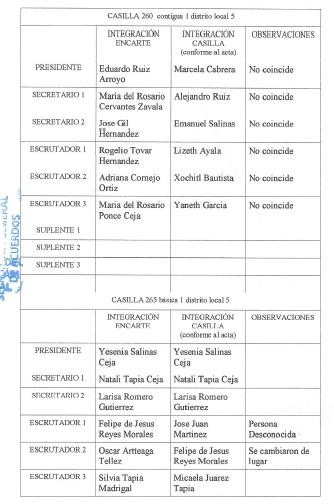 CASILLA 260 contigua 1 distrito local 5
INTEGRACIÓN ENCARTE
INTEGRACIÓN CASILLA (conforme al acta)
OBSERVACIONES
PRESIDENTE
Eduardo Ruiz Arroyo
Marcela Cabrera
No coincide
SECRETARIO 1
María del Rosario Cervantes Zavala
Alejandro Ruiz
No coincide
SECRETARIO 2
Jose Gil Hernandez
Emanuel Salinas
No coincide
ESCRUTADOR 1
Rogelio Tovar Hernandez
Lizeth Ayala
No coincide
ESCRUTADOR 2
Adriana Cornejo Ortiz
Xochitl Bautista
No coincide
ESCRUTADOR 3
Maria del Rosario Ponce Ceja
Yaneth Garcia
No coincide
SUPLENTE 1
SUPLENTE 2
SUPLENTE 3
DE ACUERDOS
CASILLA 265 básica 1 distrito local 5
INTEGRACIÓN ENCARTE
INTEGRACIÓN CASILLA (conforme al acta)
OBSERVACIONES
PRESIDENTE
Yesenia Salinas Ceja
Yesenia Salinas Ceja
SECRETARIO 1
Natali Tapia Ceja
Natali Tapia Ceja
SECRETARIO 2
Larisa Romero Gutierrez
Larisa Romero Gutierrez
ESCRUTADOR 1
Felipe de Jesus Reyes Morales
Jose Juan Martinez
Persona Desconocida
ESCRUTADOR 2
Oscar Artteaga Tellez
Felipe de Jesus Reyes Morales
Se cambiaron de lugar
ESCRUTADOR 3
Silvia Tapia Madrigal
Micaela Juarez Tapia